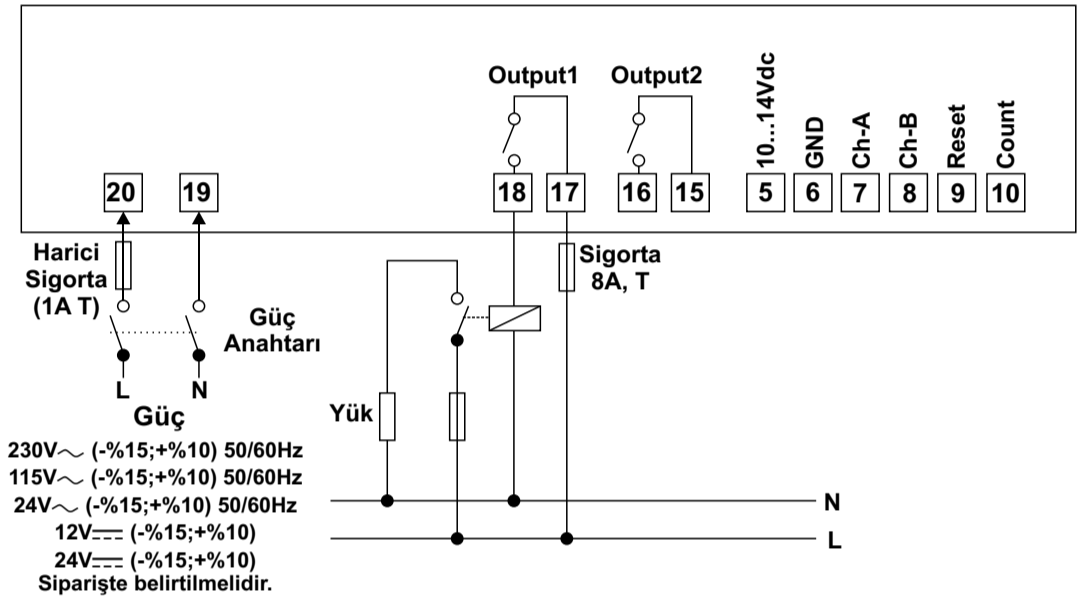 Output1 Output2
10...14Vdc
GND
Ch-A
Ch-B
Reset
Count
20 19 18 17 16 15 5 6 7 8 9 10
Harici
Sigorta
(1A T)
Sigorta
8A, T
Güç
Anahtarı
L N
Güç
Yük
230V∼ (-%15;+%10) 50/60Hz
115V∼ (-%15;+%10) 50/60Hz
24V∼ (-%15;+%10) 50/60Hz
12V⎓ (-%15;+%10)
24V⎓ (-%15;+%10)
Siparişte belirtilmelidir.
N
L